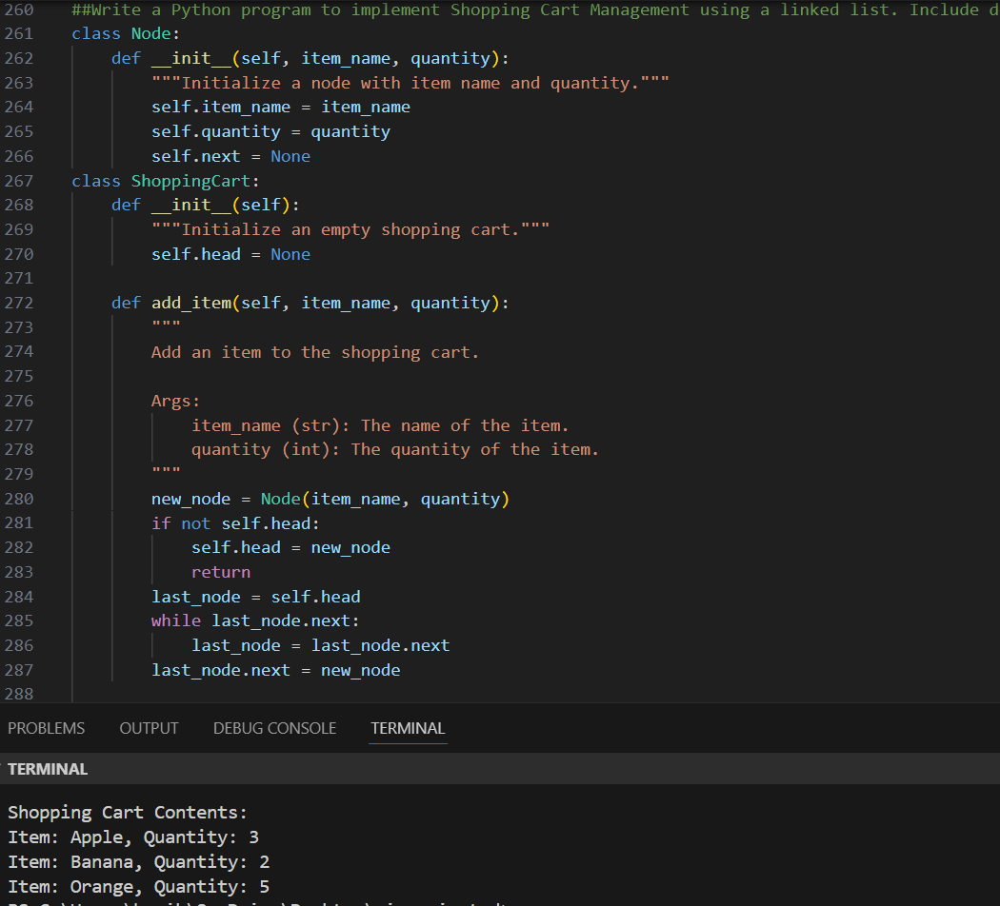 260 ##Write a Python program to implement Shopping Cart Management using a linked list. Include
261 class Node:
262 def __init__(self, item_name, quantity):
263 """Initialize a node with item name and quantity."""
264 self.item_name = item_name
265 self.quantity = quantity
266 self.next = None
267 class ShoppingCart:
268 def __init__(self):
269 """Initialize an empty shopping cart."""
270 self.head = None
271
272 def add_item(self, item_name, quantity):
273 """
274 Add an item to the shopping cart.
275
276 Args:
277 item_name (str): The name of the item.
278 quantity (int): The quantity of the item.
279 """
280 new_node = Node(item_name, quantity)
281 if not self.head:
282 self.head = new_node
283 return
284 last_node = self.head
285 while last_node.next:
286 last_node = last_node.next
287 last_node.next = new_node
288
PROBLEMS OUTPUT DEBUG CONSOLE TERMINAL
TERMINAL
Shopping Cart Contents:
Item: Apple, Quantity: 3
Item: Banana, Quantity: 2
Item: Orange, Quantity: 5